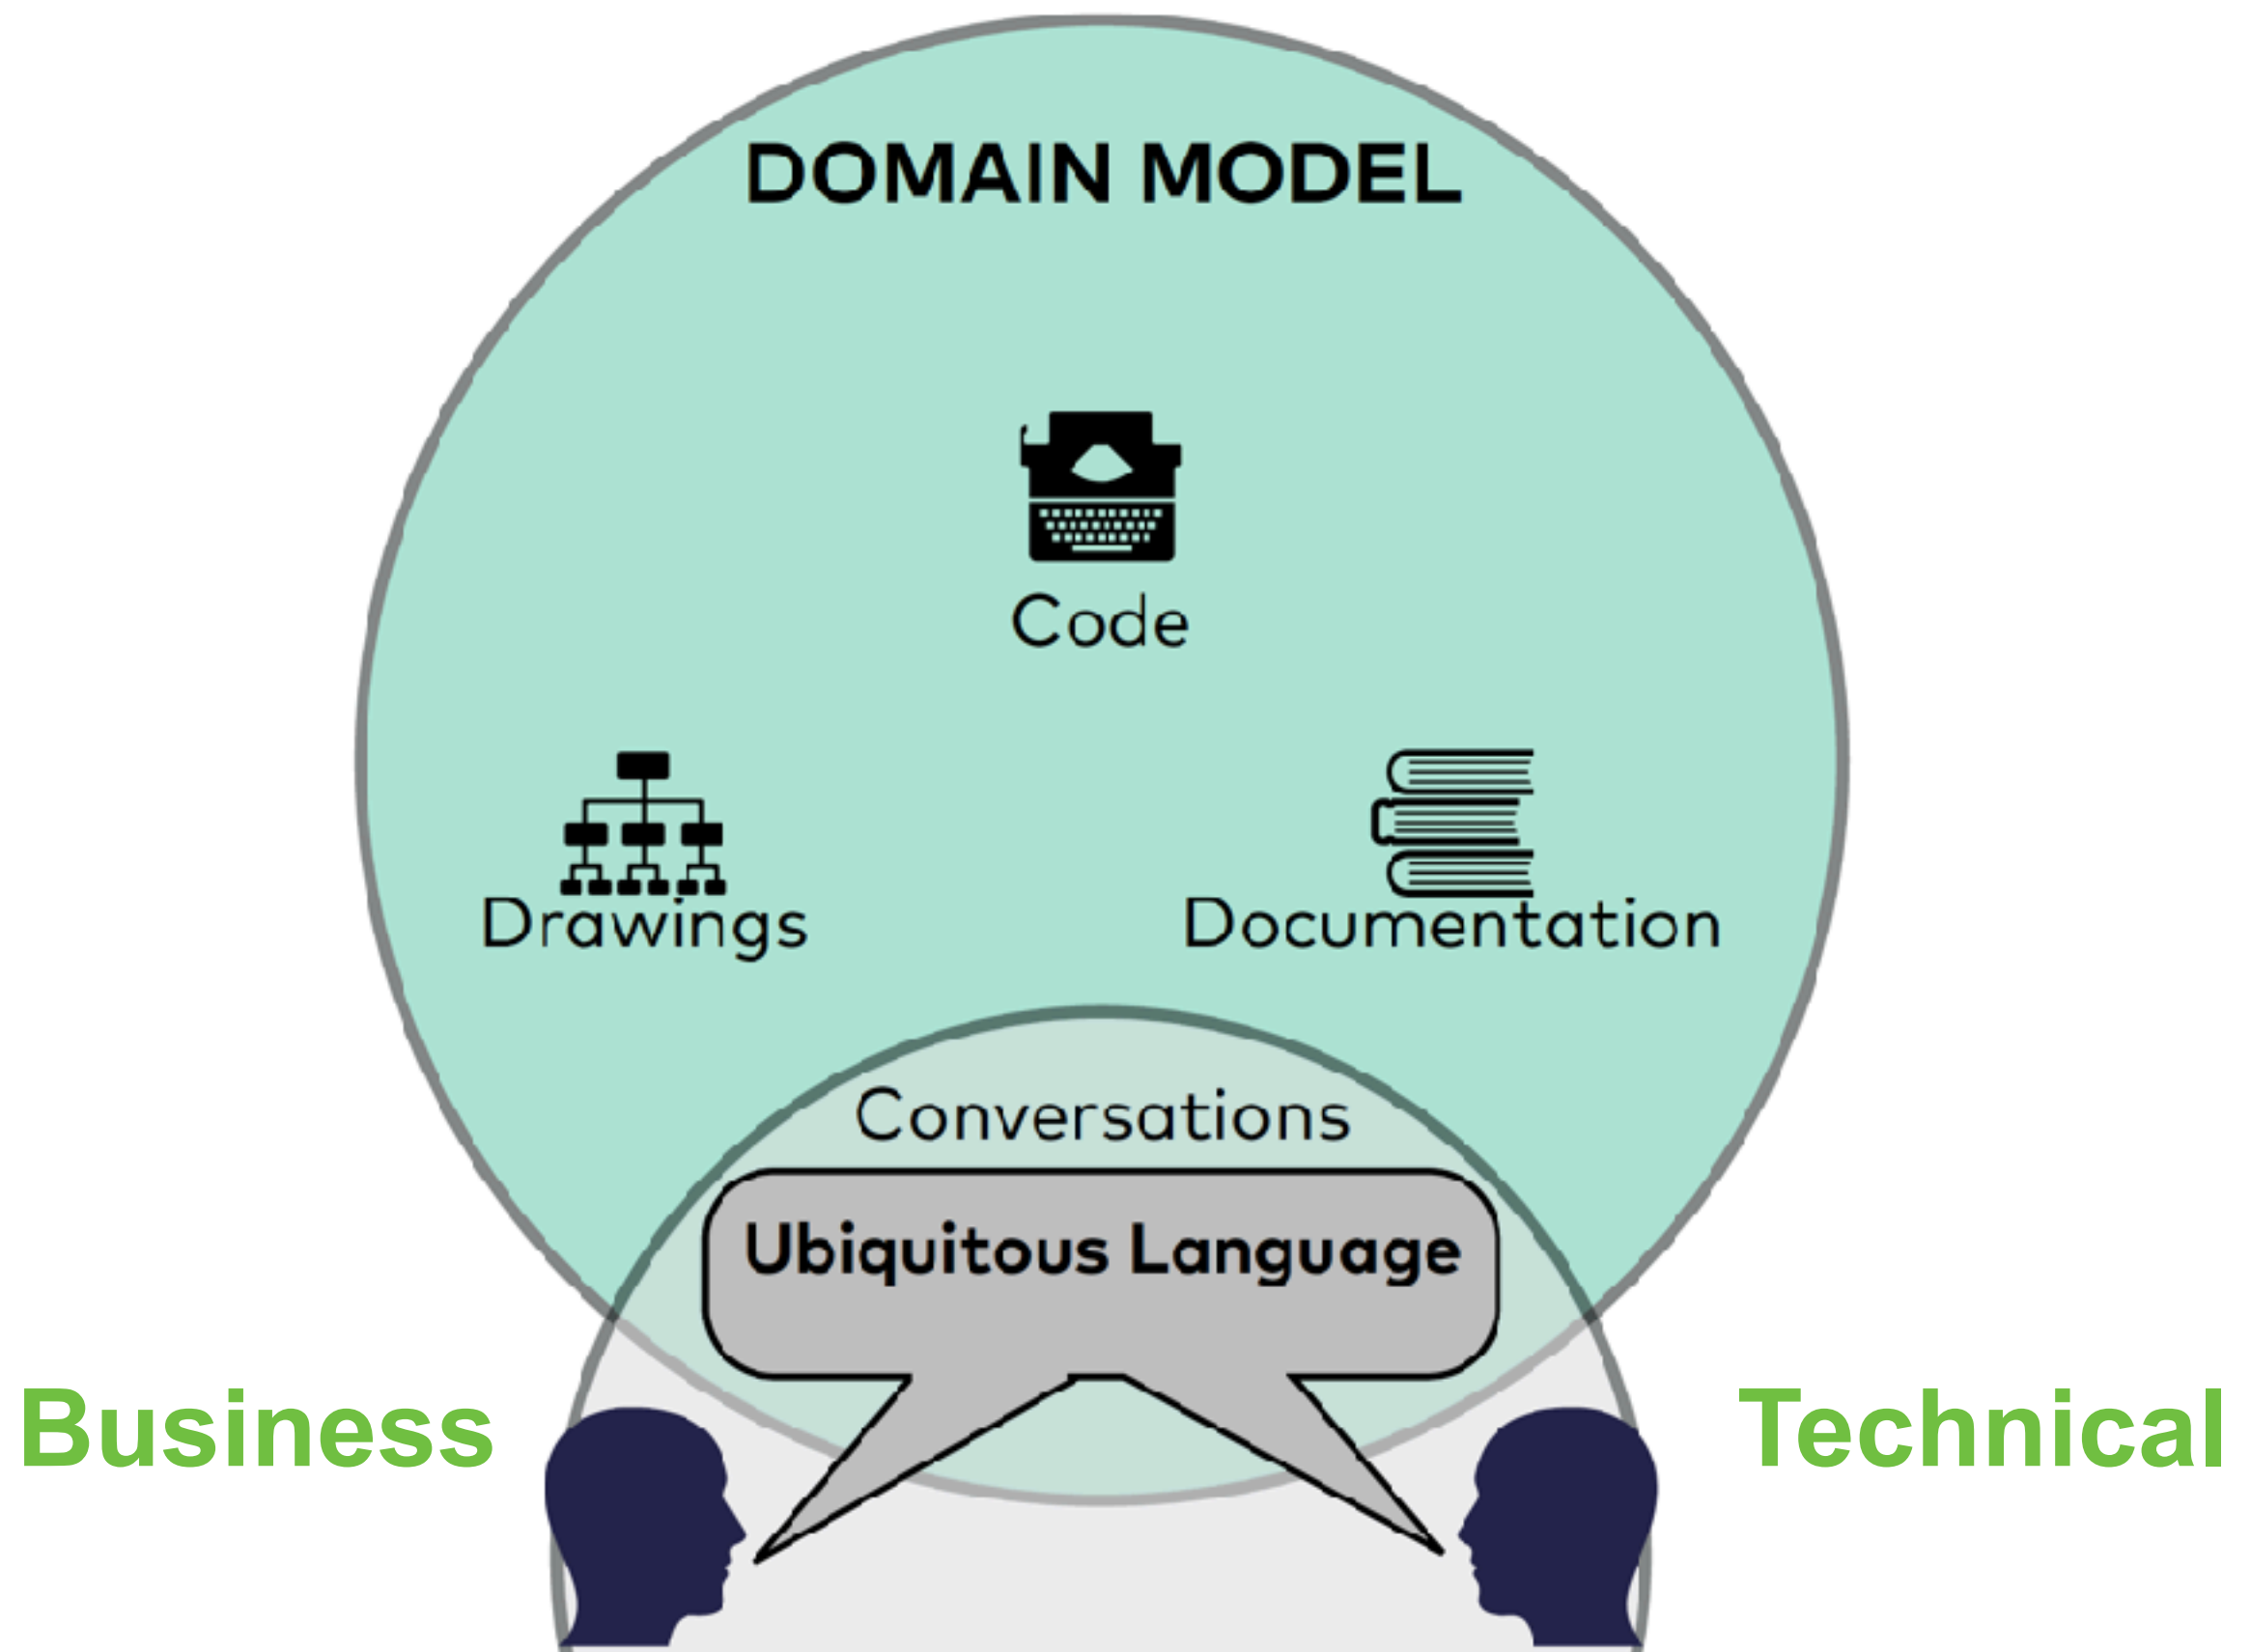 DOMAIN MODEL
Code
Drawings
Documentation
Conversations
Ubiquitous Language
Business
Technical